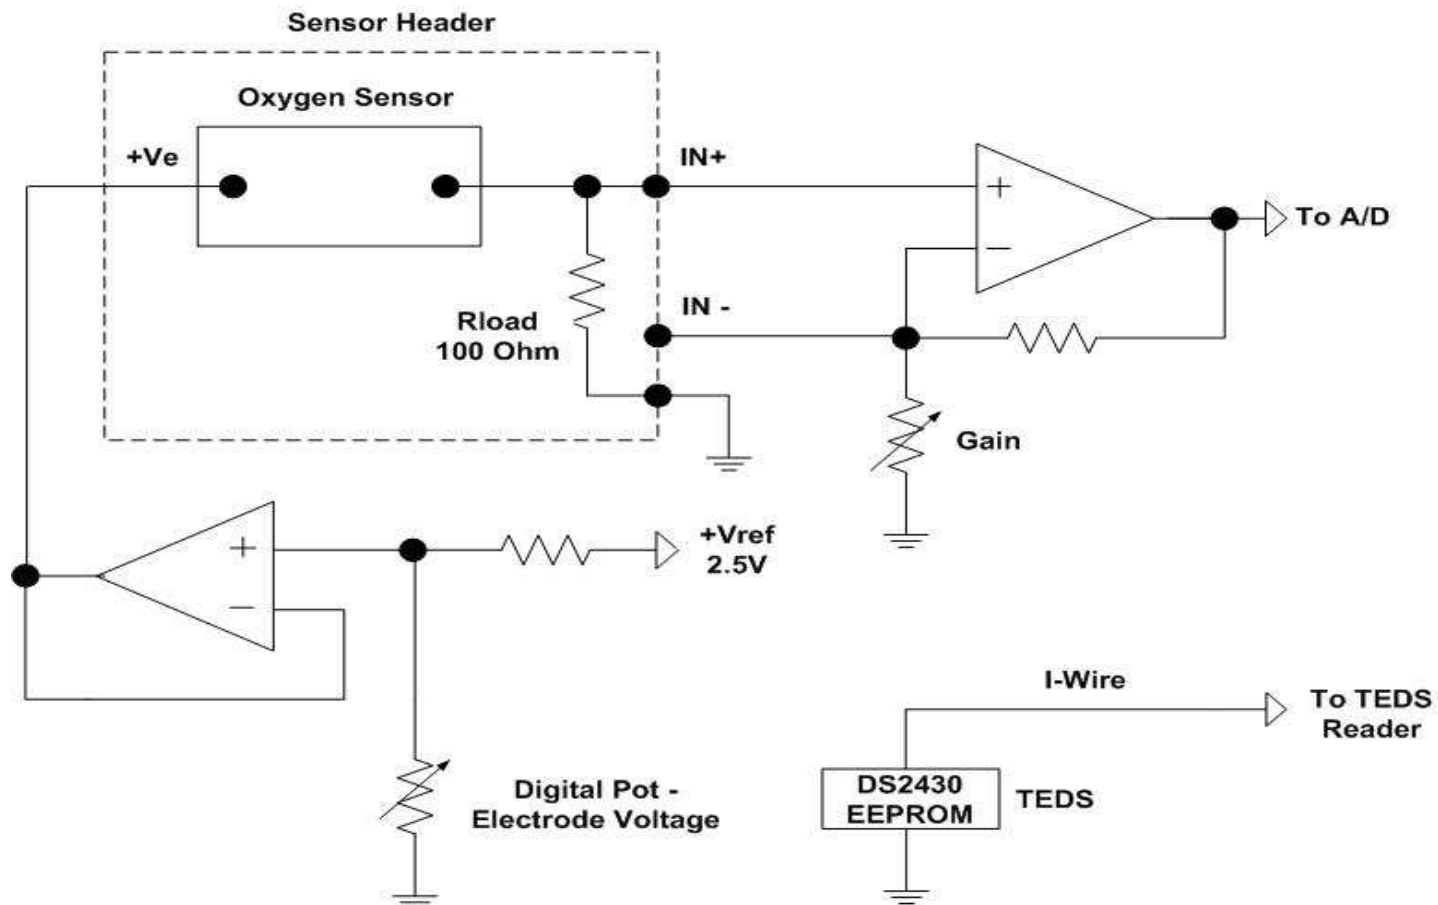 Sensor Header
Oxygen Sensor
+Ve
IN+
+
−
To A/D
IN -
Rload
100 Ohm
Gain
+
−
+Vref
2.5V
Digital Pot -
Electrode Voltage
I-Wire
To TEDS
Reader
DS2430
EEPROM
TEDS